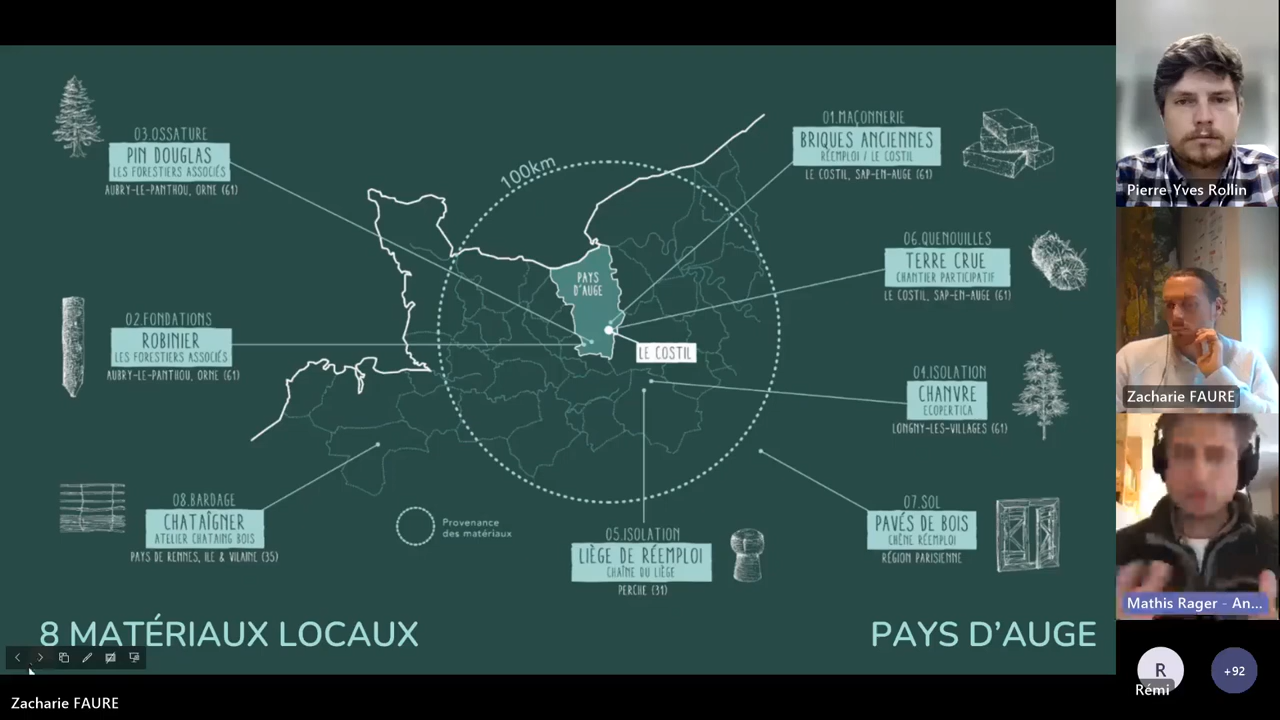 03.OSSATURE
PIN DOUGLAS
LES FORESTIERS ASSOCIÉS
AUBRY-LE-PANTHOU, ORNE (61)
02.FONDATIONS
ROBINIER
LES FORESTIERS ASSOCIÉS
AUBRY-LE-PANTHOU, ORNE (61)
08.BARDAGE
CHATAÎGNER
ATELIER CHATAING BOIS
PAYS DE RENNES, ILE & VILAINE (35)
100km
PAYS
D'AUGE
LE COSTIL
Provenance
des matériaux
05.ISOLATION
LIÈGE DE RÉEMPLOI
CHAÎNE DU LIÈGE
PERCHE (31)
01.MAÇONNERIE
BRIQUES ANCIENNES
RÉEMPLOI / LE COSTIL
LE COSTIL, SAP-EN-AUGE (61)
06.QUENOUILLES
TERRE CRUE
CHANTIER PARTICIPATIF
LE COSTIL, SAP-EN-AUGE (61)
04.ISOLATION
CHANVRE
ECOPERTICA
LONGNY-LES-VILLAGES (61)
07.SOL
PAVÉS DE BOIS
CHÊNE RÉEMPLOI
RÉGION PARISIENNE
8 MATÉRIAUX LOCAUX
PAYS D'AUGE
Zacharie FAURE
Pierre-Yves Rollin
Zacharie FAURE
Mathis Rager - An...
R
Rémi
+92